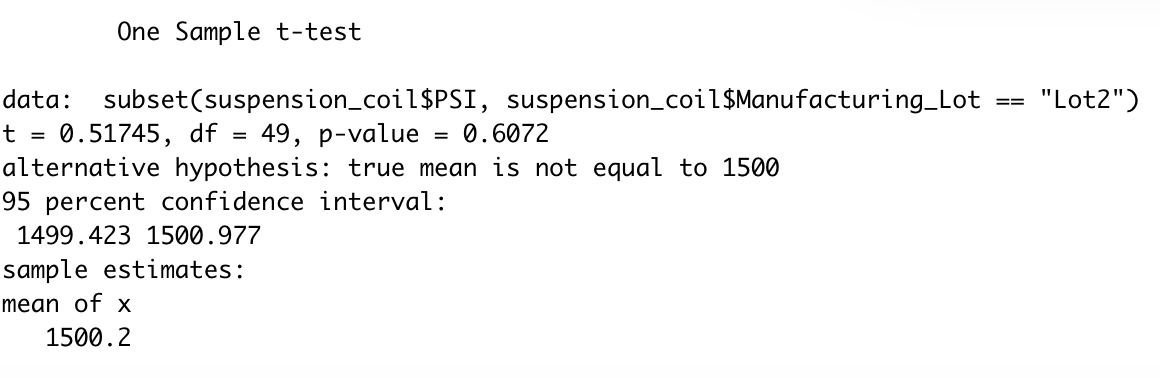 One Sample t-test
data:  subset(suspension_coil$PSI, suspension_coil$Manufacturing_Lot == "Lot2")
t = 0.51745, df = 49, p-value = 0.6072
alternative hypothesis: true mean is not equal to 1500
95 percent confidence interval:
1499.423 1500.977
sample estimates:
mean of x
1500.2